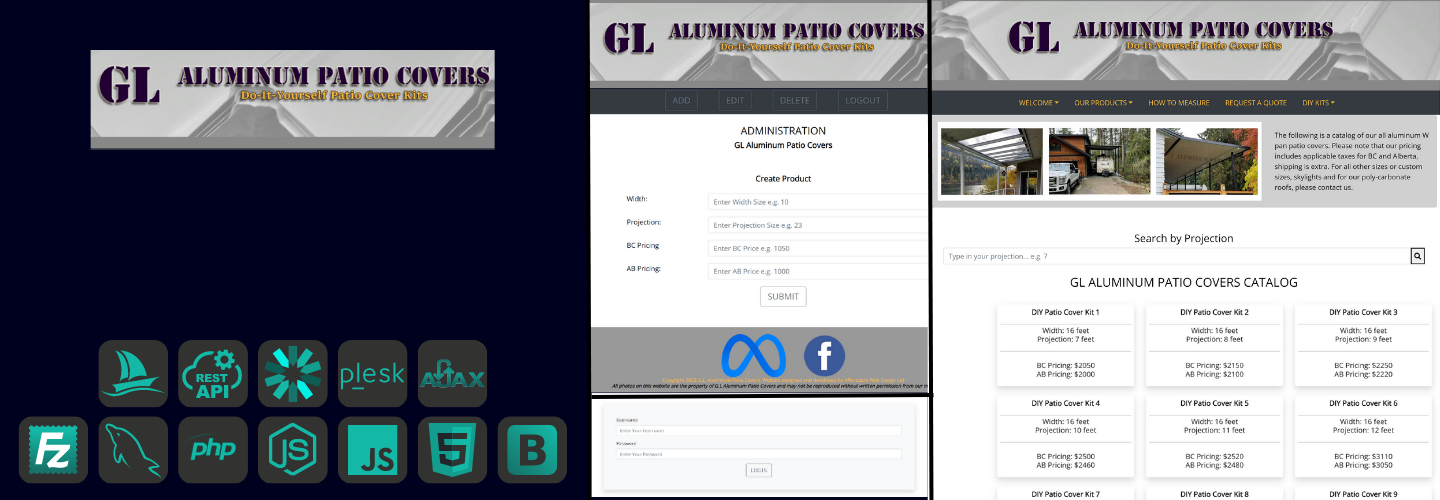 GL ALUMINUM PATIO COVERS
Do-It-Yourself Patio Cover Kits
REST
API
plesk
AJAX
FZ
php
JS
JS
5
B
GL ALUMINUM PATIO COVERS
Do-It-Yourself Patio Cover Kits
ADD
EDIT
DELETE
LOGOUT
ADMINISTRATION
GL Aluminum Patio Covers
Create Product
Width:
Enter Width Size e.g. 10
Projection:
Enter Projection Size e.g. 23
BC Pricing
Enter BC Price e.g. 1050
AB Pricing:
Enter AB Price e.g. 1000
SUBMIT
f
G.L. Aluminum Patio Covers. Website Designed and developed by Affordable Web Design Ltd
All photos on this website are the property of G.L Aluminum Patio Covers and may not be reproduced without written permission from our
Username
Enter Your Username
Password
Enter Your Password
LOGIN
GL ALUMINUM PATIO COVERS
Do-It-Yourself Patio Cover Kits
WELCOME
OUR PRODUCTS
HOW TO MEASURE
REQUEST A QUOTE
DIY KITS
The following is a catalog of our all aluminum W
pan patio covers. Please note that our pricing
includes applicable taxes for BC and Alberta,
shipping is extra. For all other sizes or custom
sizes, skylights and for our poly-carbonate
roofs, please contact us.
Search by Projection
Type in your projection... e.g. 7
GL ALUMINUM PATIO COVERS CATALOG
DIY Patio Cover Kit 1
Width: 16 feet
Projection: 7 feet
BC Pricing: $2050
AB Pricing: $2000
DIY Patio Cover Kit 2
Width: 16 feet
Projection: 8 feet
BC Pricing: $2150
AB Pricing: $2100
DIY Patio Cover Kit 3
Width: 16 feet
Projection: 9 feet
BC Pricing: $2250
AB Pricing: $2220
DIY Patio Cover Kit 4
Width: 16 feet
Projection: 10 feet
BC Pricing: $2500
AB Pricing: $2460
DIY Patio Cover Kit 5
Width: 16 feet
Projection: 11 feet
BC Pricing: $2520
AB Pricing: $2480
DIY Patio Cover Kit 6
Width: 16 feet
Projection: 12 feet
BC Pricing: $3110
AB Pricing: $3050
DIY Patio Cover Kit 7
DIY Patio Cover Kit 8
DIY Patio Cover Kit 9